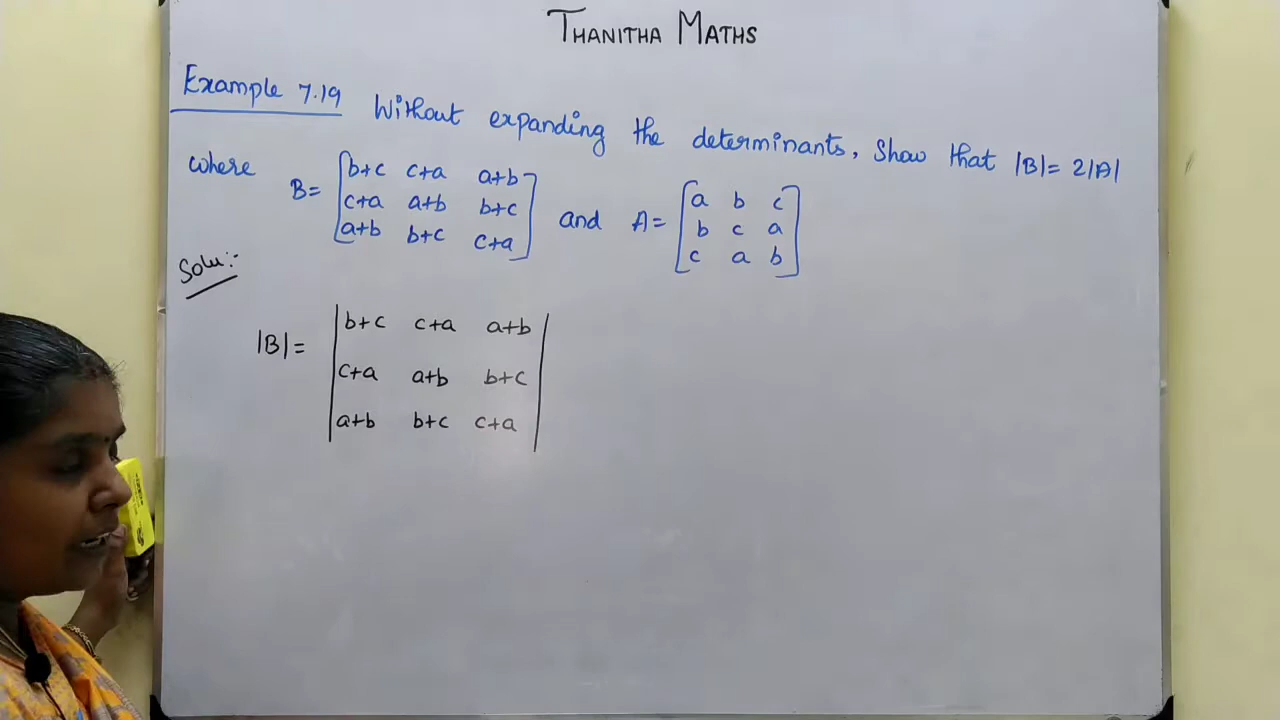 THANITHA MATHS
Example 7.19 Without expanding the determinants, Show that |B|= 2|A|
where B= [b+c c+a a+b
c+a a+b b+c
a+b b+c c+a] and A= [a b c
b c a
c a b]
Solu:-
|B|= |b+c c+a a+b
c+a a+b b+c
a+b b+c c+a|